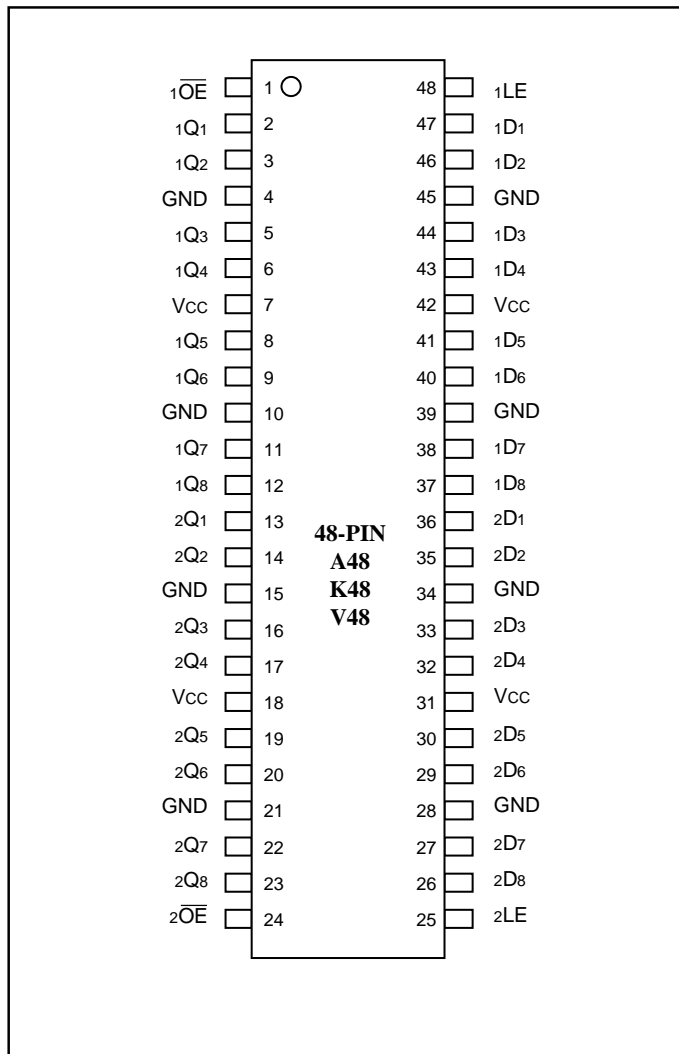 1OE 1 48 1LE
1Q1 2 47 1D1
1Q2 3 46 1D2
GND 4 45 GND
1Q3 5 44 1D3
1Q4 6 43 1D4
VCC 7 42 VCC
1Q5 8 41 1D5
1Q6 9 40 1D6
GND 10 39 GND
1Q7 11 38 1D7
1Q8 12 37 1D8
2Q1 13 36 2D1
48-PIN
2Q2 14 35 2D2
A48
GND 15 34 GND
K48
V48
2Q3 16 33 2D3
2Q4 17 32 2D4
VCC 18 31 VCC
2Q5 19 30 2D5
2Q6 20 29 2D6
GND 21 28 GND
2Q7 22 27 2D7
2Q8 23 26 2D8
2OE 24 25 2LE